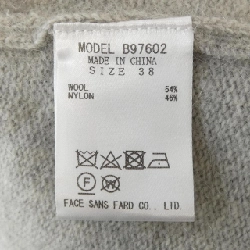 MODEL B97602
MADE IN CHINA
SIZE 38
WOOL 54%
NYLON 46%
FACE SANS FARD CO., LTD.